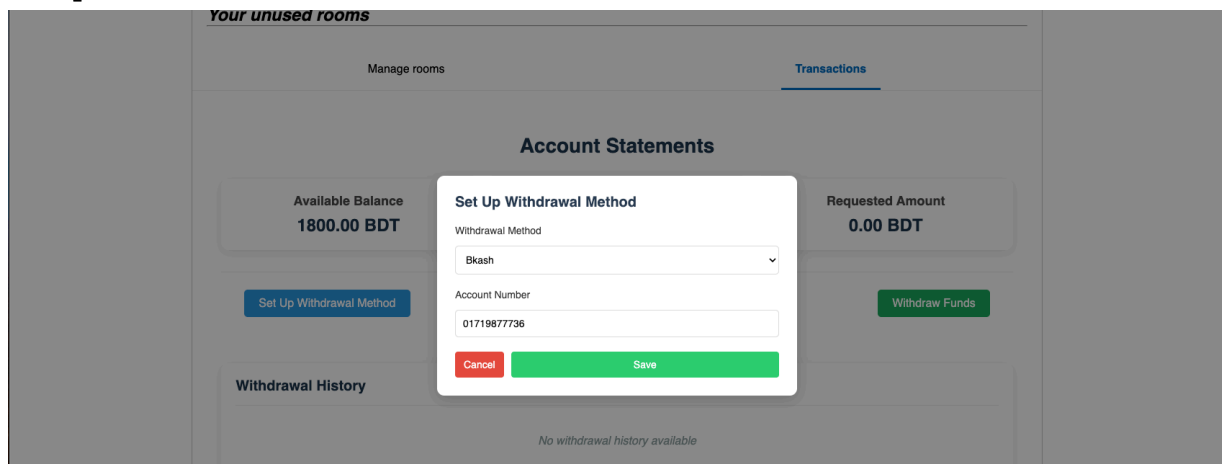 Your unused rooms
Manage rooms Transactions
Account Statements
Available Balance Requested Amount
1800.00 BDT 0.00 BDT
Set Up Withdrawal Method
Withdrawal Method
Bkash
Account Number
01719877736
Cancel Save
Set Up Withdrawal Method Withdraw Funds
Withdrawal History
No withdrawal history available